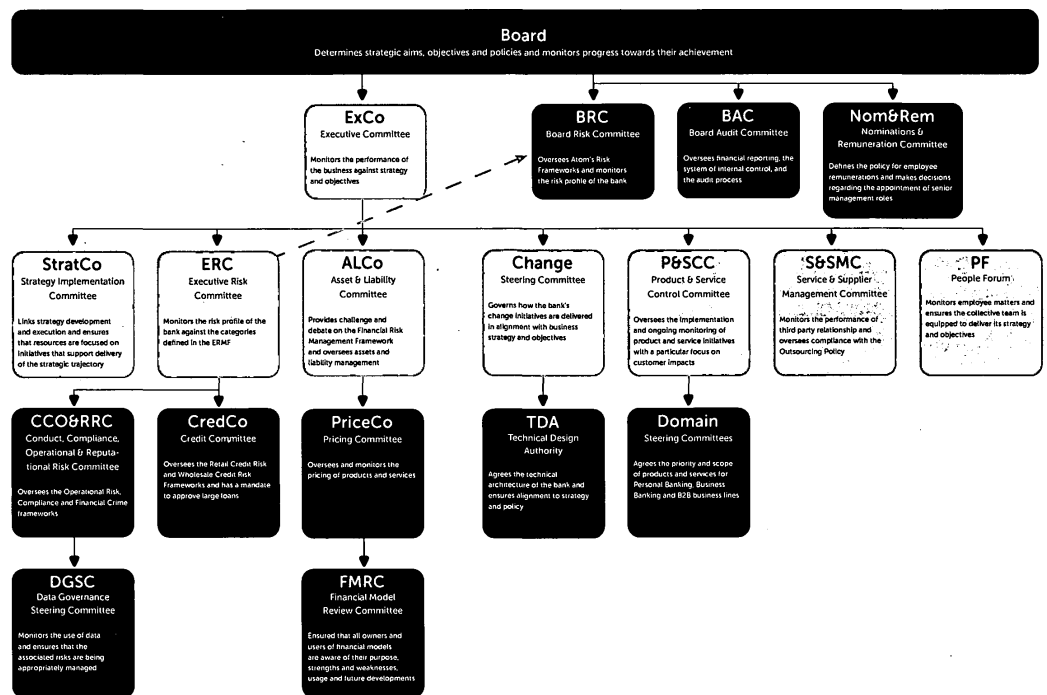 Board
Determines strategic aims, objectives and policies and monitors progress towards their achievement
ExCo
Executive Committee
Monitors the performance of
the business against strategy
and objectives
BRC
Board Risk Committee
Oversees Atom's Risk
Frameworks and monitors
the risk profile of the bank
BAC
Board Audit Committee
Oversees financial reporting, the
system of internal control, and
the audit process
Nom&Rem
Nominations &
Remuneration Committee
Defines the policy for employee
remunerations and makes decisions
regarding the appointment of senior
management roles
StratCo
Strategy Implementation
Committee
Links strategy development
and execution and ensures
that resources are focused on
initiatives that support delivery
of the strategic trajectory
ERC
Executive Risk
Committee
Monitors the risk profile of the
bank against the categories
defined in the ERMF
ALCo
Asset & Liability
Committee
Provides challenge and
debate on the Financial Risk
Management Framework
and oversees assets and
liability management
Change
Steering Committee
Governs how the bank's
change initiatives are delivered
in alignment with business
strategy and objectives
P&SCC
Product & Service
Control Committee
Oversees the implementation
and ongoing monitoring of
product and service initiatives
with a particular focus on
customer impacts
S&SMC
Service & Supplier
Management Committee
Monitors the performance of
third party relationship and
oversees compliance with the
Outsourcing Policy
PF
People Forum
Monitors employee matters and
ensures the collective team is
equipped to deliver its strategy
and objectives
CCO&RRC
Conduct, Compliance,
Operational & Reputa-
tional Risk Committee
Oversees the Operational Risk,
Compliance and Financial Crime
frameworks
CredCo
Credit Committee
Oversees the Retail Credit Risk
and Wholesale Credit Risk
Frameworks and has a mandate
to approve large loans
PriceCo
Pricing Committee
Oversees and monitors the
pricing of products and services
TDA
Technical Design
Authority
Agrees the technical
architecture of the bank and
ensures alignment to strategy
and policy
Domain
Steering Committees
Agrees the priority and scope
of products and services for
Personal Banking, Business
Banking and B2B business lines
DGSC
Data Governance
Steering Committee
Monitors the use of data
and ensures that the
associated risks are being
appropriately managed
FMRC
Financial Model
Review Committee
Ensured that all owners and
users of financial models
are aware of their purpose,
strengths and weaknesses,
usage and future developments